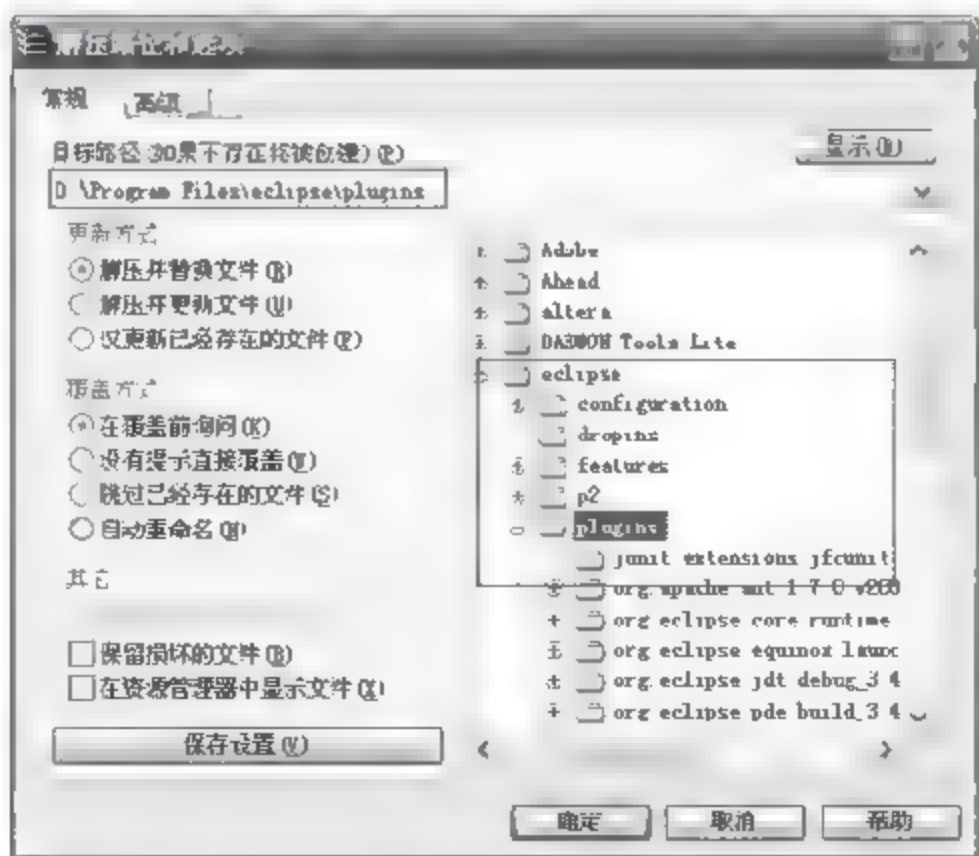 解压路径和选项
常规 高级
目标路径(如果不存在将被创建)(P)
显示(D)
D \Program Files\eclipse\plugins
更新方式
解压并替换文件(R)
解压并更新文件(U)
仅更新已经存在的文件(F)
覆盖方式
在覆盖前询问(K)
没有提示直接覆盖(W)
跳过已经存在的文件(S)
自动重命名(N)
其它
保留损坏的文件(B)
在资源管理器中显示文件(X)
保存设置(V)
Adobe
Ahead
altera
DAEMON Tools Lite
eclipse
configuration
dropins
features
p2
plugins
junit extensions jfcunit
org apache ant 1 7 0 v200
org eclipse core runtime
org eclipse equinox launc
org.eclipse jdt debug_3 4
org eclipse pde build_3 4
确定 取消 帮助